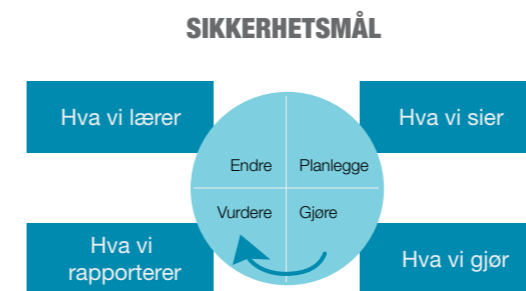 SIKKERHETSMÅL
Hva vi lærer
Hva vi sier
Endre
Planlegge
Vurdere
Gjøre
Hva vi
rapporterer
Hva vi gjør